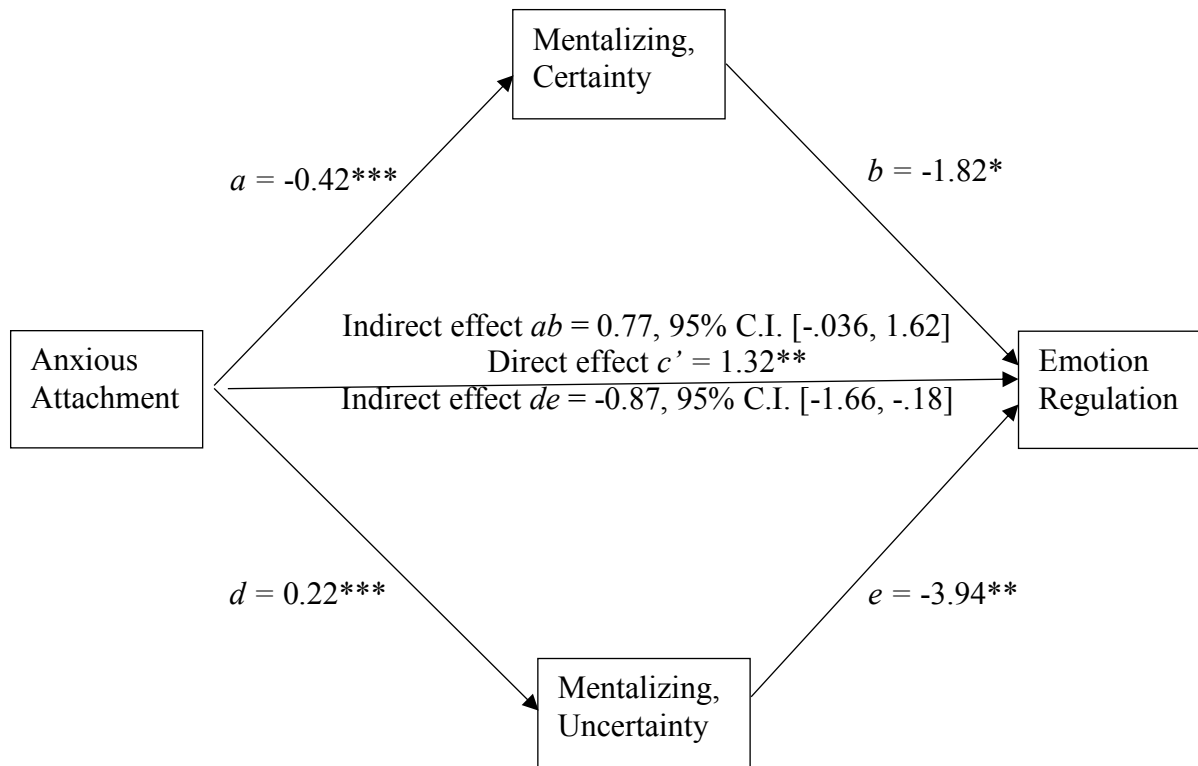 Mentalizing,
Certainty
a = -0.42***
b = -1.82*
Indirect effect ab = 0.77, 95% C.I. [-.036, 1.62]
Anxious
Attachment
Direct effect c’ = 1.32**
Emotion
Regulation
Indirect effect de = -0.87, 95% C.I. [-1.66, -.18]
d = 0.22***
e = -3.94**
Mentalizing,
Uncertainty